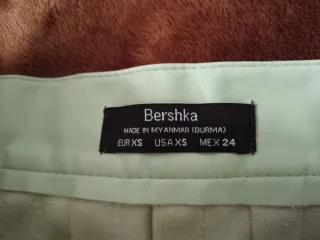 Bershka
MADE IN MYANMAR (BURMA)
EUR XS USA XS MEX 24